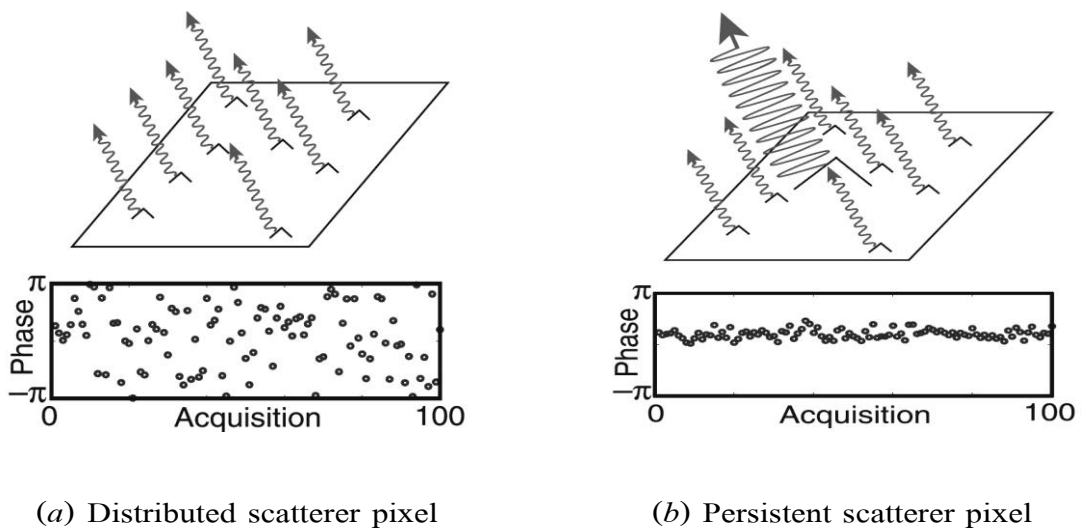 π
Phase
−π
0
Acquisition
100
(a) Distributed scatterer pixel
π
Phase
−π
0
Acquisition
100
(b) Persistent scatterer pixel